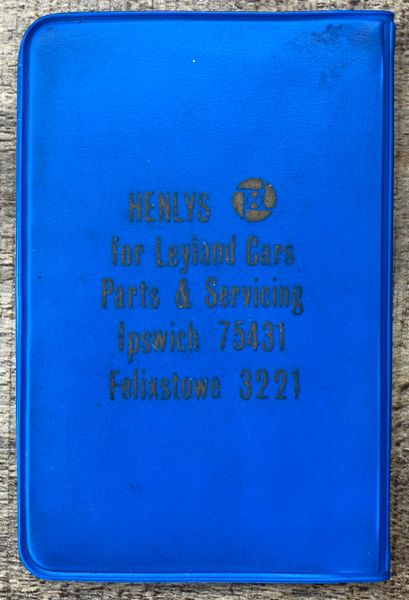 HENLYS H
for Leyland Cars
Parts & Servicing
Ipswich 75431
Felixstowe 3221